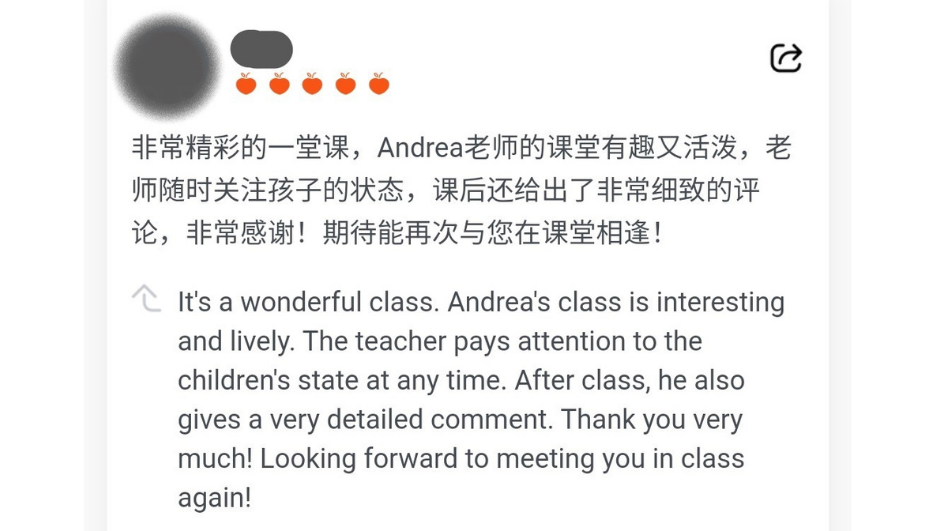 非常精彩的一堂课，Andrea老师的课堂有趣又活泼，老
师随时关注孩子的状态，课后还给出了非常细致的评
论，非常感谢！期待能再次与您在课堂相逢！
It's a wonderful class. Andrea's class is interesting
and lively. The teacher pays attention to the
children's state at any time. After class, he also
gives a very detailed comment. Thank you very
much! Looking forward to meeting you in class
again!